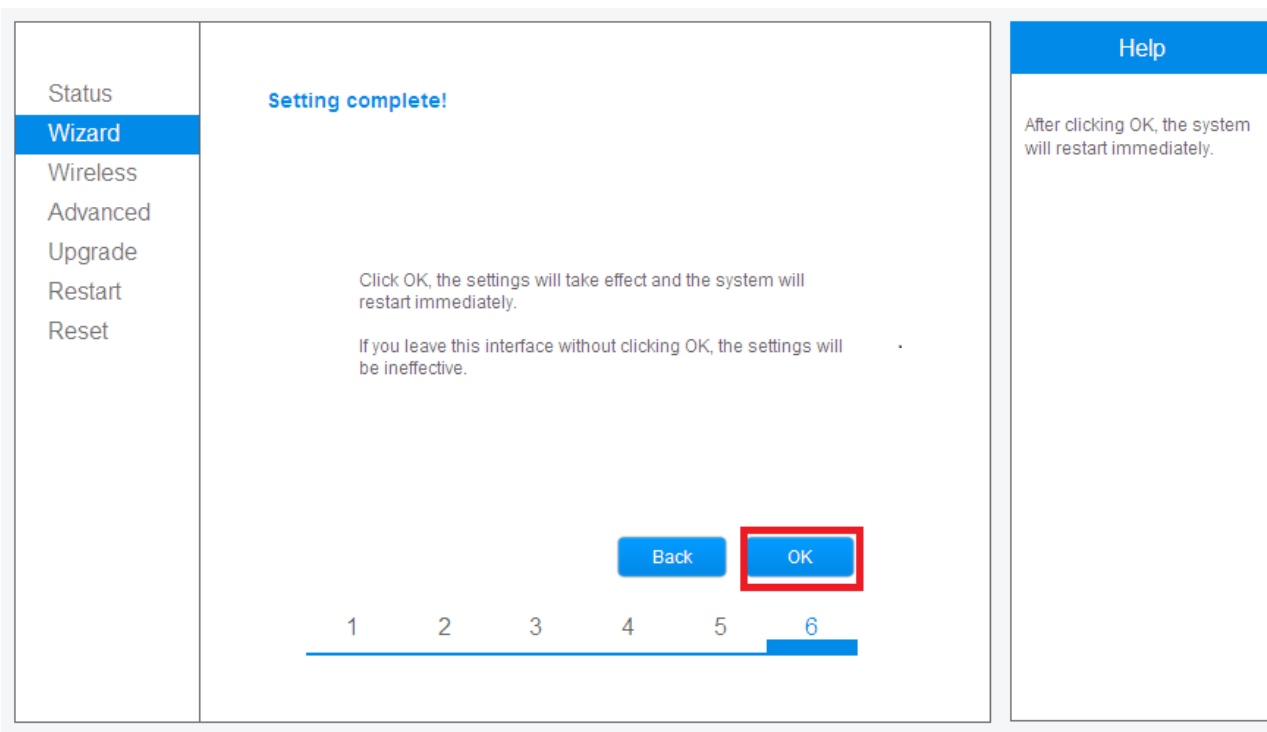 Status
Wizard
Wireless
Advanced
Upgrade
Restart
Reset
Setting complete!
Click OK, the settings will take effect and the system will
restart immediately.
If you leave this interface without clicking OK, the settings will
be ineffective.
Back
OK
1 2 3 4 5 6
Help
After clicking OK, the system
will restart immediately.